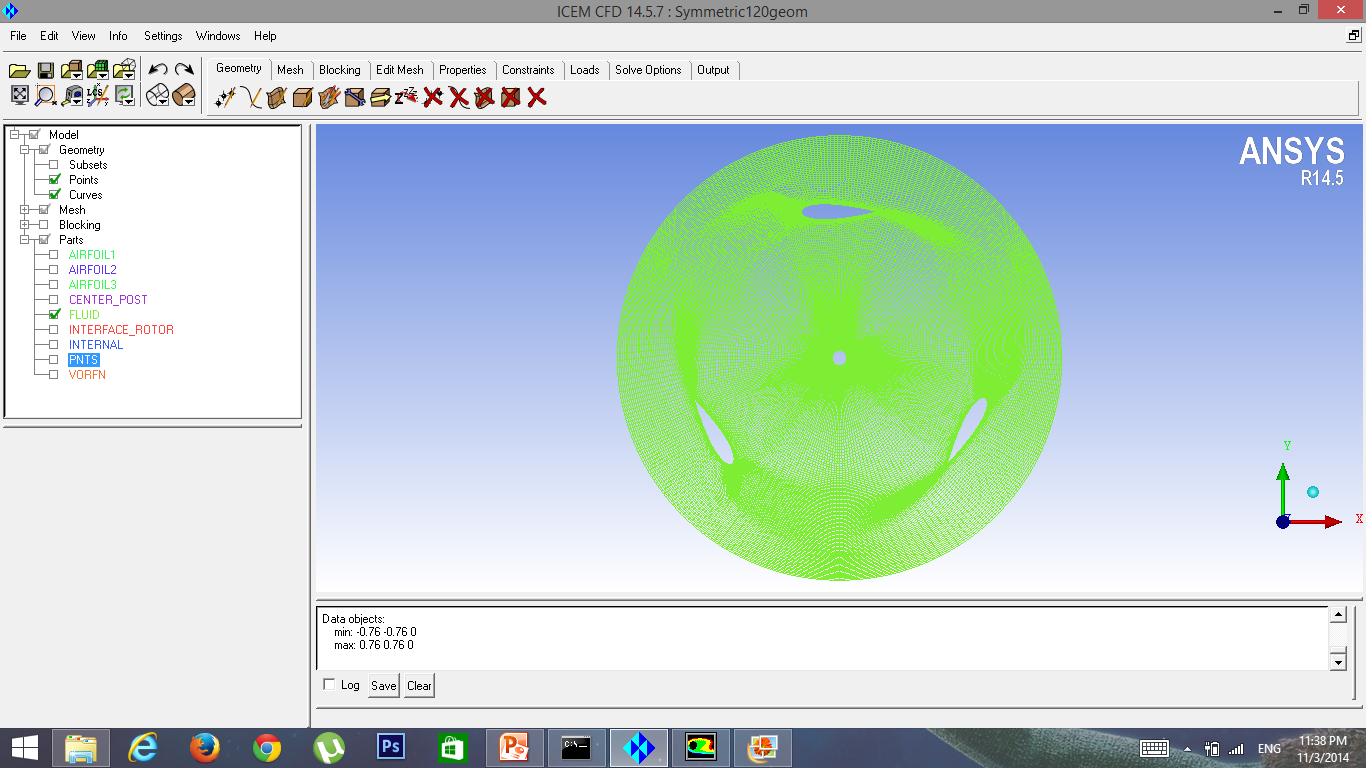 ICEM CFD 14.5.7 : Symmetric120geom
File Edit View Info Settings Windows Help
Geometry Mesh Blocking Edit Mesh Properties Constraints Loads Solve Options Output
LCS
Model
Geometry
Subsets
Points
Curves
Mesh
Blocking
Parts
AIRFOIL1
AIRFOIL2
AIRFOIL3
CENTER_POST
FLUID
INTERFACE_ROTOR
INTERNAL
PNTS
VORFN
ANSYS
R14.5
Y
X
Data objects:
min: -0.76 -0.76 0
max: 0.76 0.76 0
Log Save Clear
Ps
C:\
ENG
11:38 PM
11/3/2014